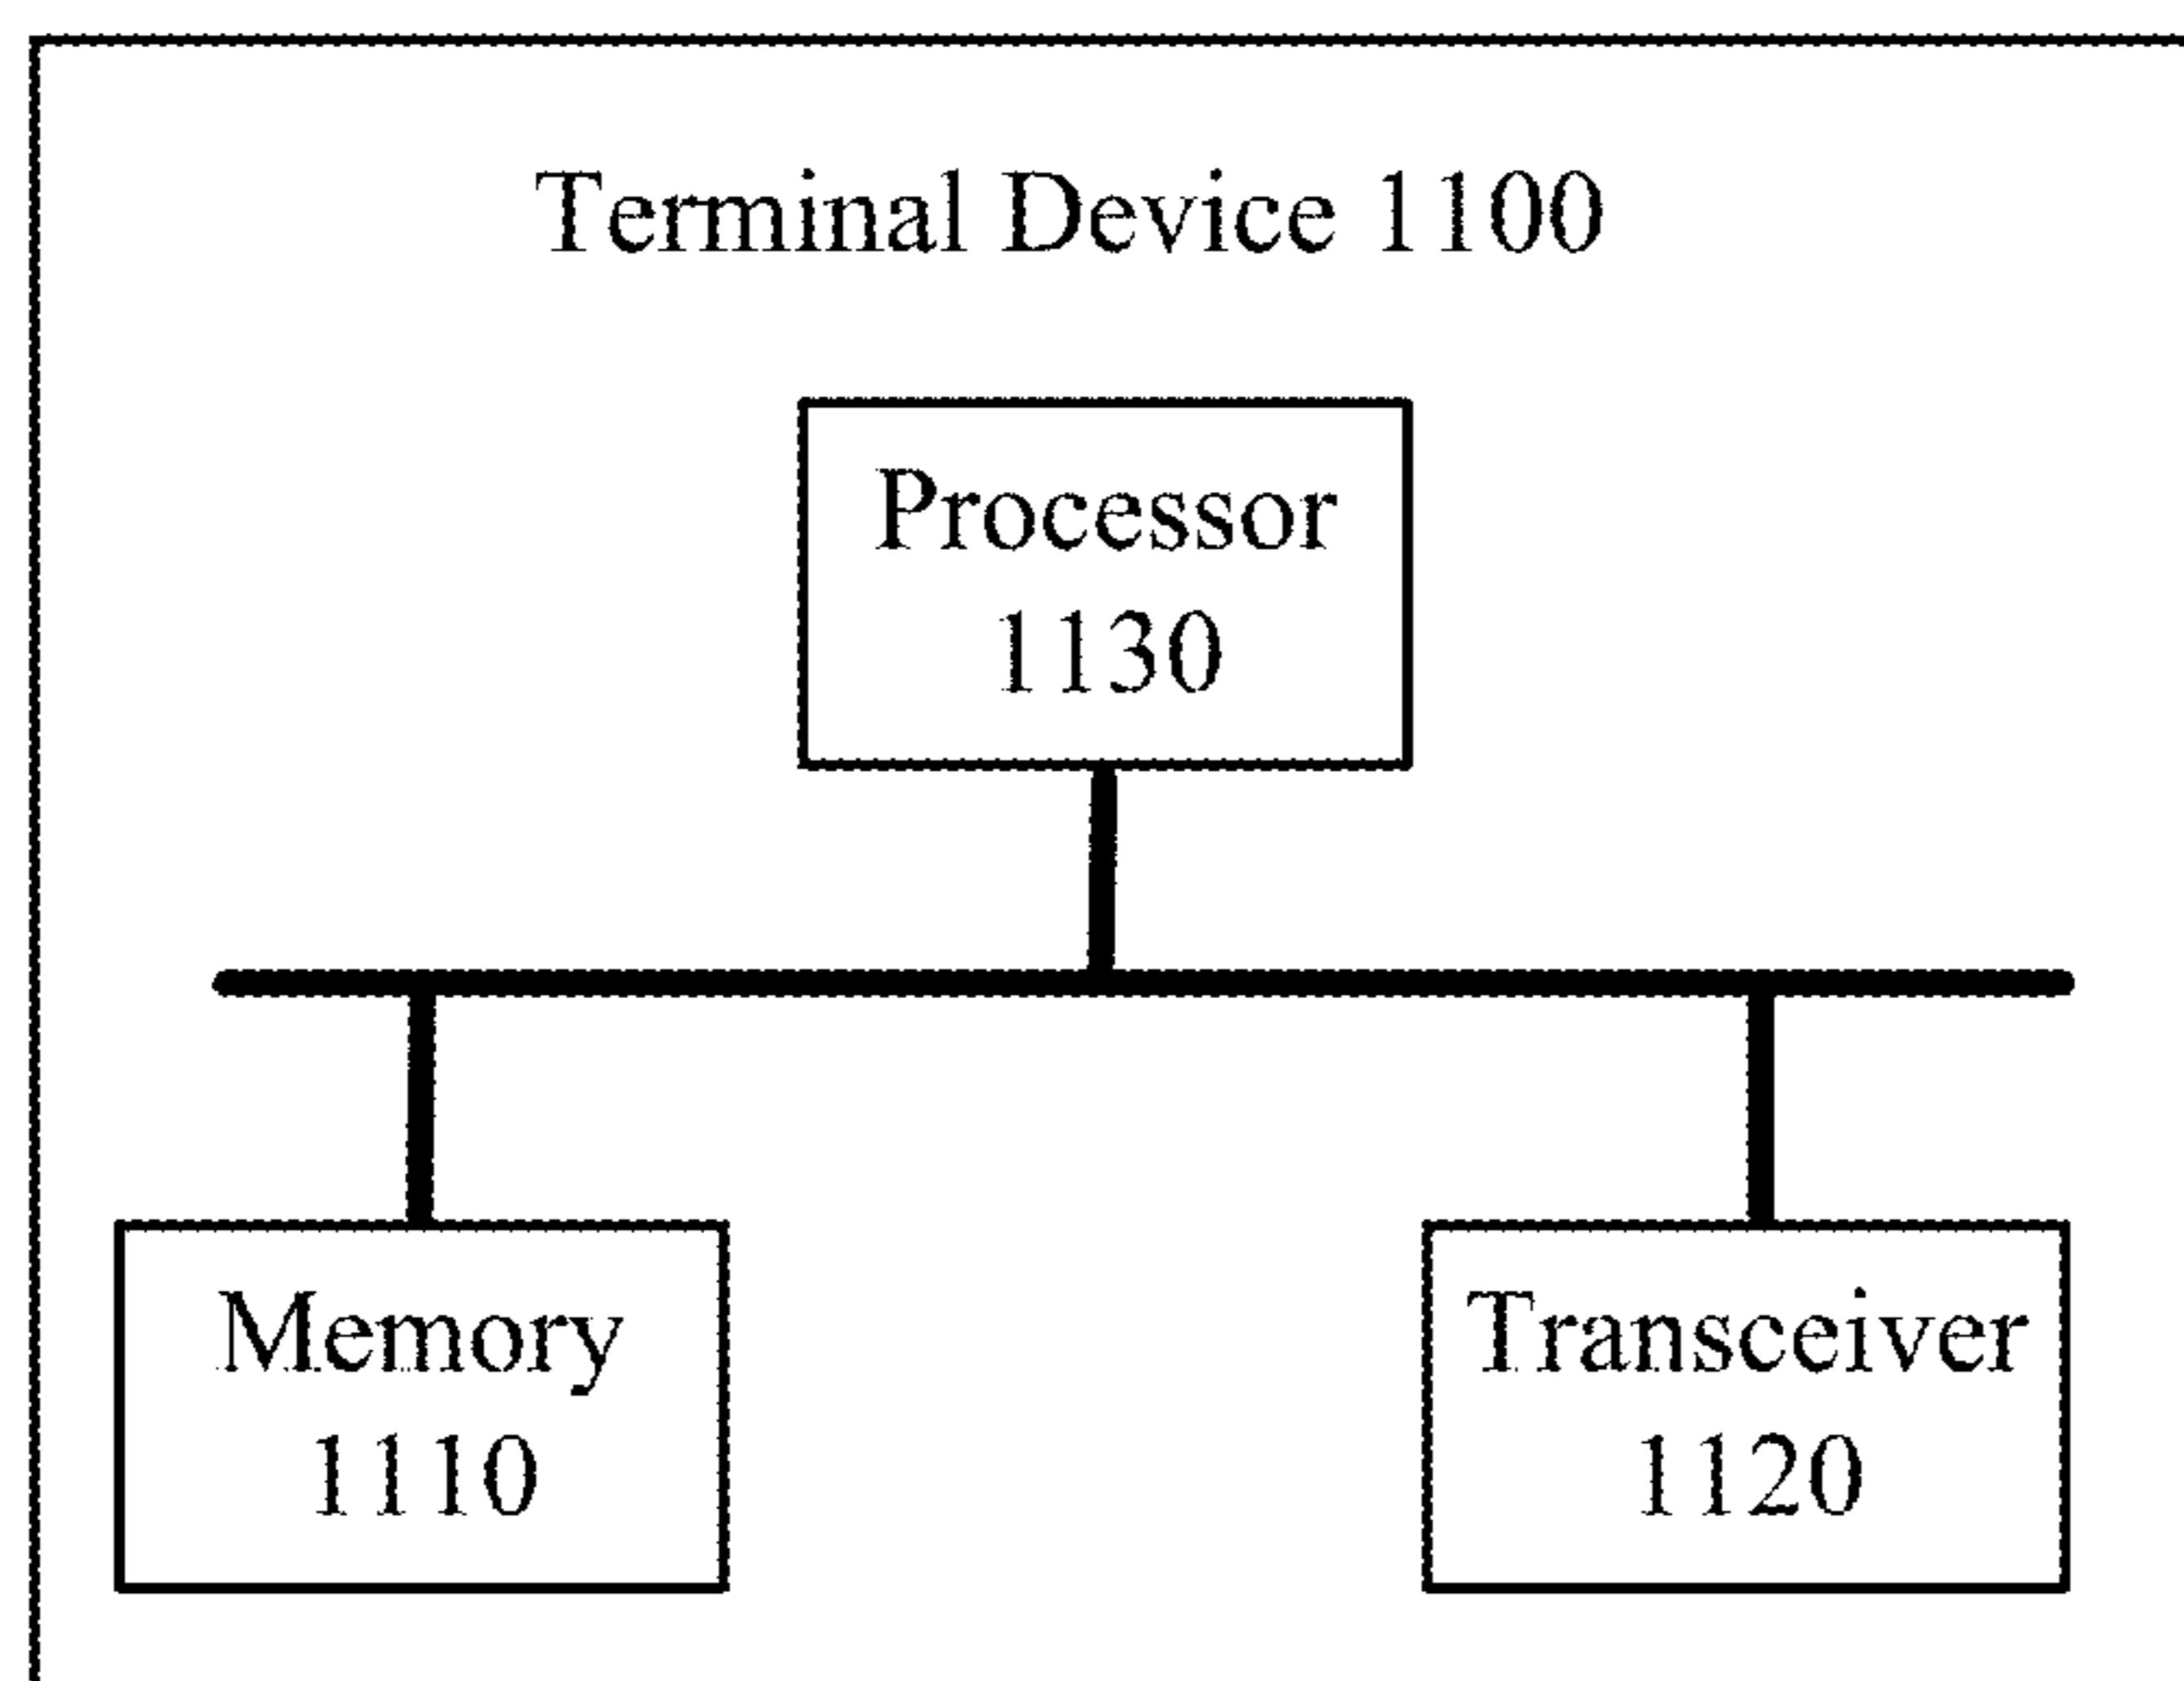 Terminal Device 1100
Processor
1130
Memory
1110
Transceiver
1120